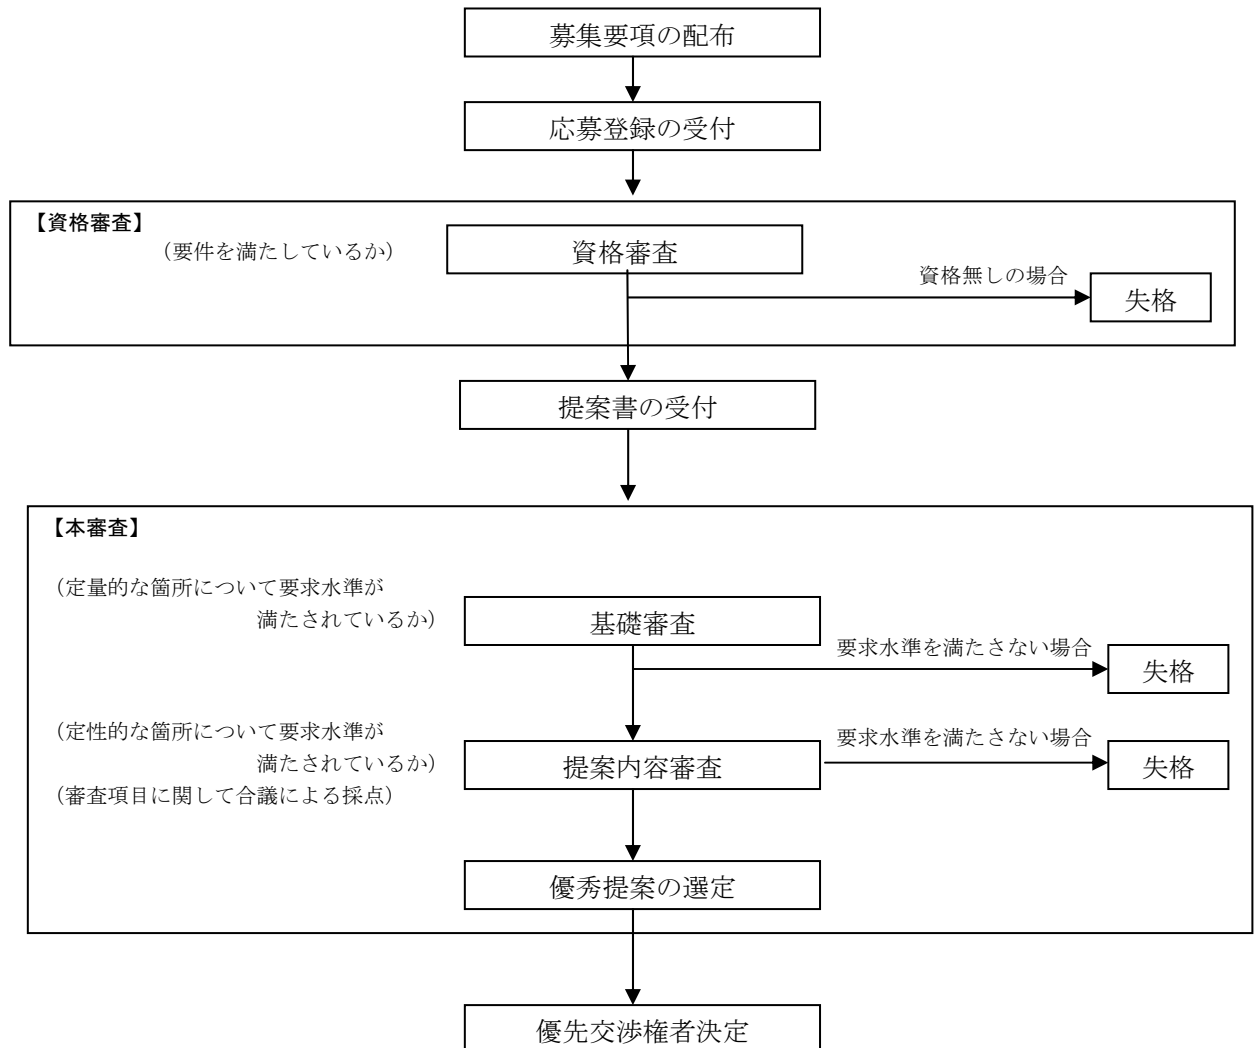 募集要項の配布
応募登録の受付
【資格審査】
（要件を満たしているか）
資格審査
資格無しの場合
失格
提案書の受付
【本審査】
（定量的な箇所について要求水準が
満たされているか）
基礎審査
要求水準を満たさない場合
失格
（定性的な箇所について要求水準が
満たされているか）
（審査項目に関して合議による採点）
提案内容審査
要求水準を満たさない場合
失格
優秀提案の選定
優先交渉権者決定